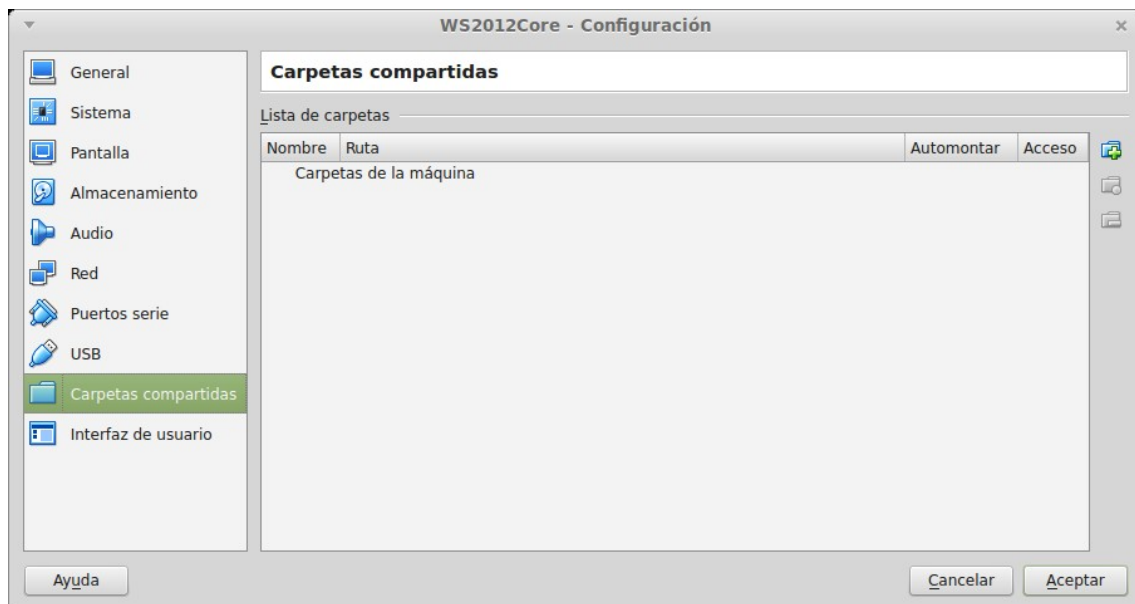 WS2012Core - Configuración
General
Sistema
Pantalla
Almacenamiento
Audio
Red
Puertos serie
USB
Carpetas compartidas
Interfaz de usuario
Carpetas compartidas
Lista de carpetas
Nombre Ruta Automontar Acceso
Carpetas de la máquina
Ayuda Cancelar Aceptar